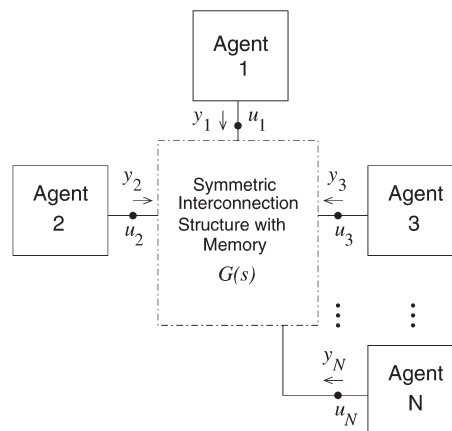 Agent
1
y1 ↓ u1
Agent
2
y2 →
u2
Symmetric
Interconnection
Structure with
Memory
G(s)
y3 ←
u3
Agent
3
yN ←
uN
Agent
N